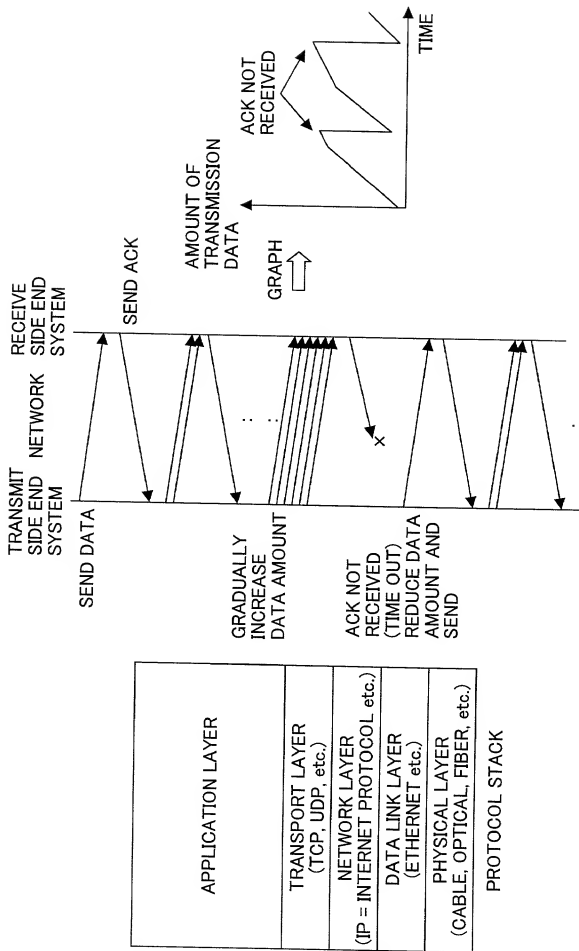 APPLICATION LAYER
TRANSPORT LAYER
(TCP, UDP, etc.)
NETWORK LAYER
(IP = INTERNET PROTOCOL etc.)
DATA LINK LAYER
(ETHERNET etc.)
PHYSICAL LAYER
(CABLE, OPTICAL, FIBER, etc.)
PROTOCOL STACK
TRANSMIT
SIDE END
SYSTEM
NETWORK
RECEIVE
SIDE END
SYSTEM
SEND DATA
SEND ACK
GRADUALLY
INCREASE
DATA AMOUNT
ACK NOT
RECEIVED
(TIME OUT)
REDUCE DATA
AMOUNT AND
SEND
×
GRAPH
AMOUNT OF
TRANSMISSION
DATA
ACK NOT
RECEIVED
TIME